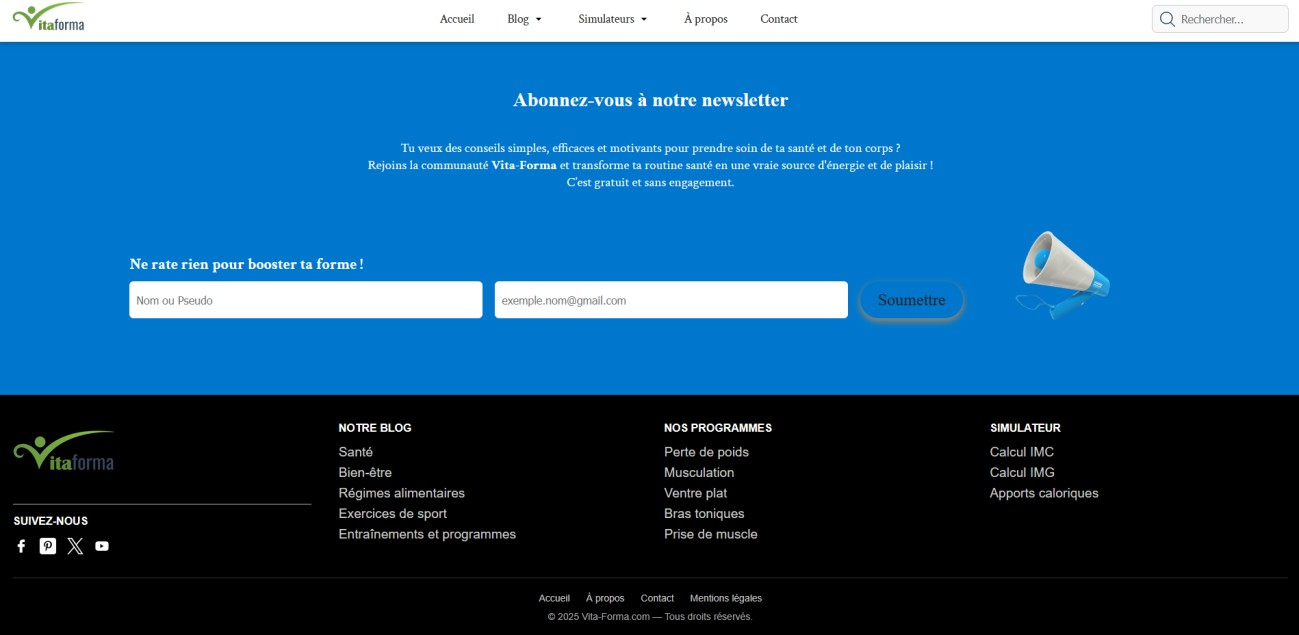 Vitaforma
Accueil Blog Simulateurs À propos Contact
Rechercher...
Abonnez-vous à notre newsletter
Tu veux des conseils simples, efficaces et motivants pour prendre soin de ta santé et de ton corps ?
Rejoins la communauté Vita-Forma et transforme ta routine santé en une vraie source d'énergie et de plaisir !
C'est gratuit et sans engagement.
Ne rate rien pour booster ta forme !
Nom ou Pseudo
exemple.nom@gmail.com
Soumettre
Vitaforma
SUIVEZ-NOUS
NOTRE BLOG
Santé
Bien-être
Régimes alimentaires
Exercices de sport
Entraînements et programmes
NOS PROGRAMMES
Perte de poids
Musculation
Ventre plat
Bras toniques
Prise de muscle
SIMULATEUR
Calcul IMC
Calcul IMG
Apports caloriques
Accueil À propos Contact Mentions légales
© 2025 Vita-Forma.com — Tous droits réservés.